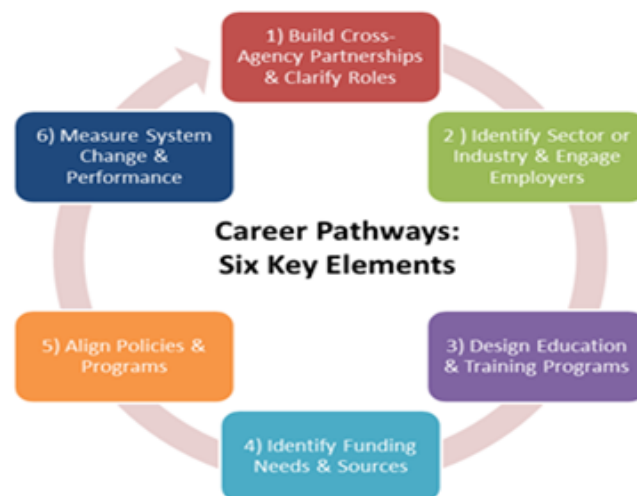 1) Build Cross-
Agency Partnerships
& Clarify Roles
2 ) Identify Sector or
Industry & Engage
Employers
3) Design Education
& Training Programs
4) Identify Funding
Needs & Sources
5) Align Policies &
Programs
6) Measure System
Change &
Performance
Career Pathways:
Six Key Elements